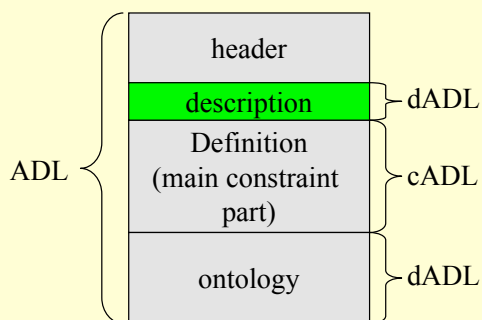 header
description
dADL
Definition
(main constraint
part)
ADL
cADL
ontology
dADL